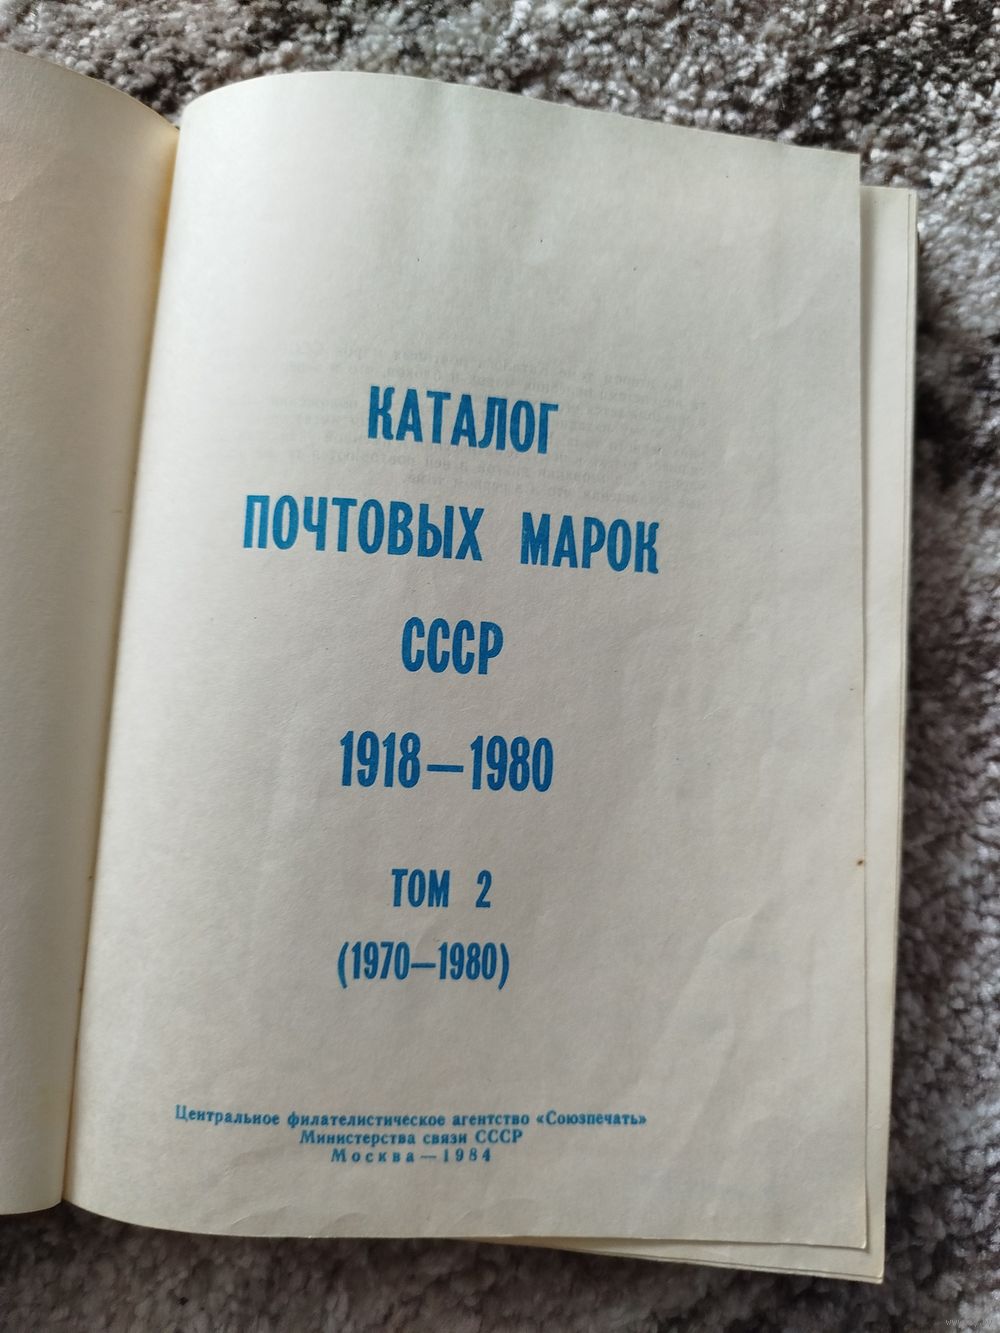 КАТАЛОГ
ПОЧТОВЫХ МАРОК
СССР
1918—1980
ТОМ 2
(1970—1980)
Центральное филателистическое агентство «Союзпечать»
Министерства связи СССР
Москва—1984